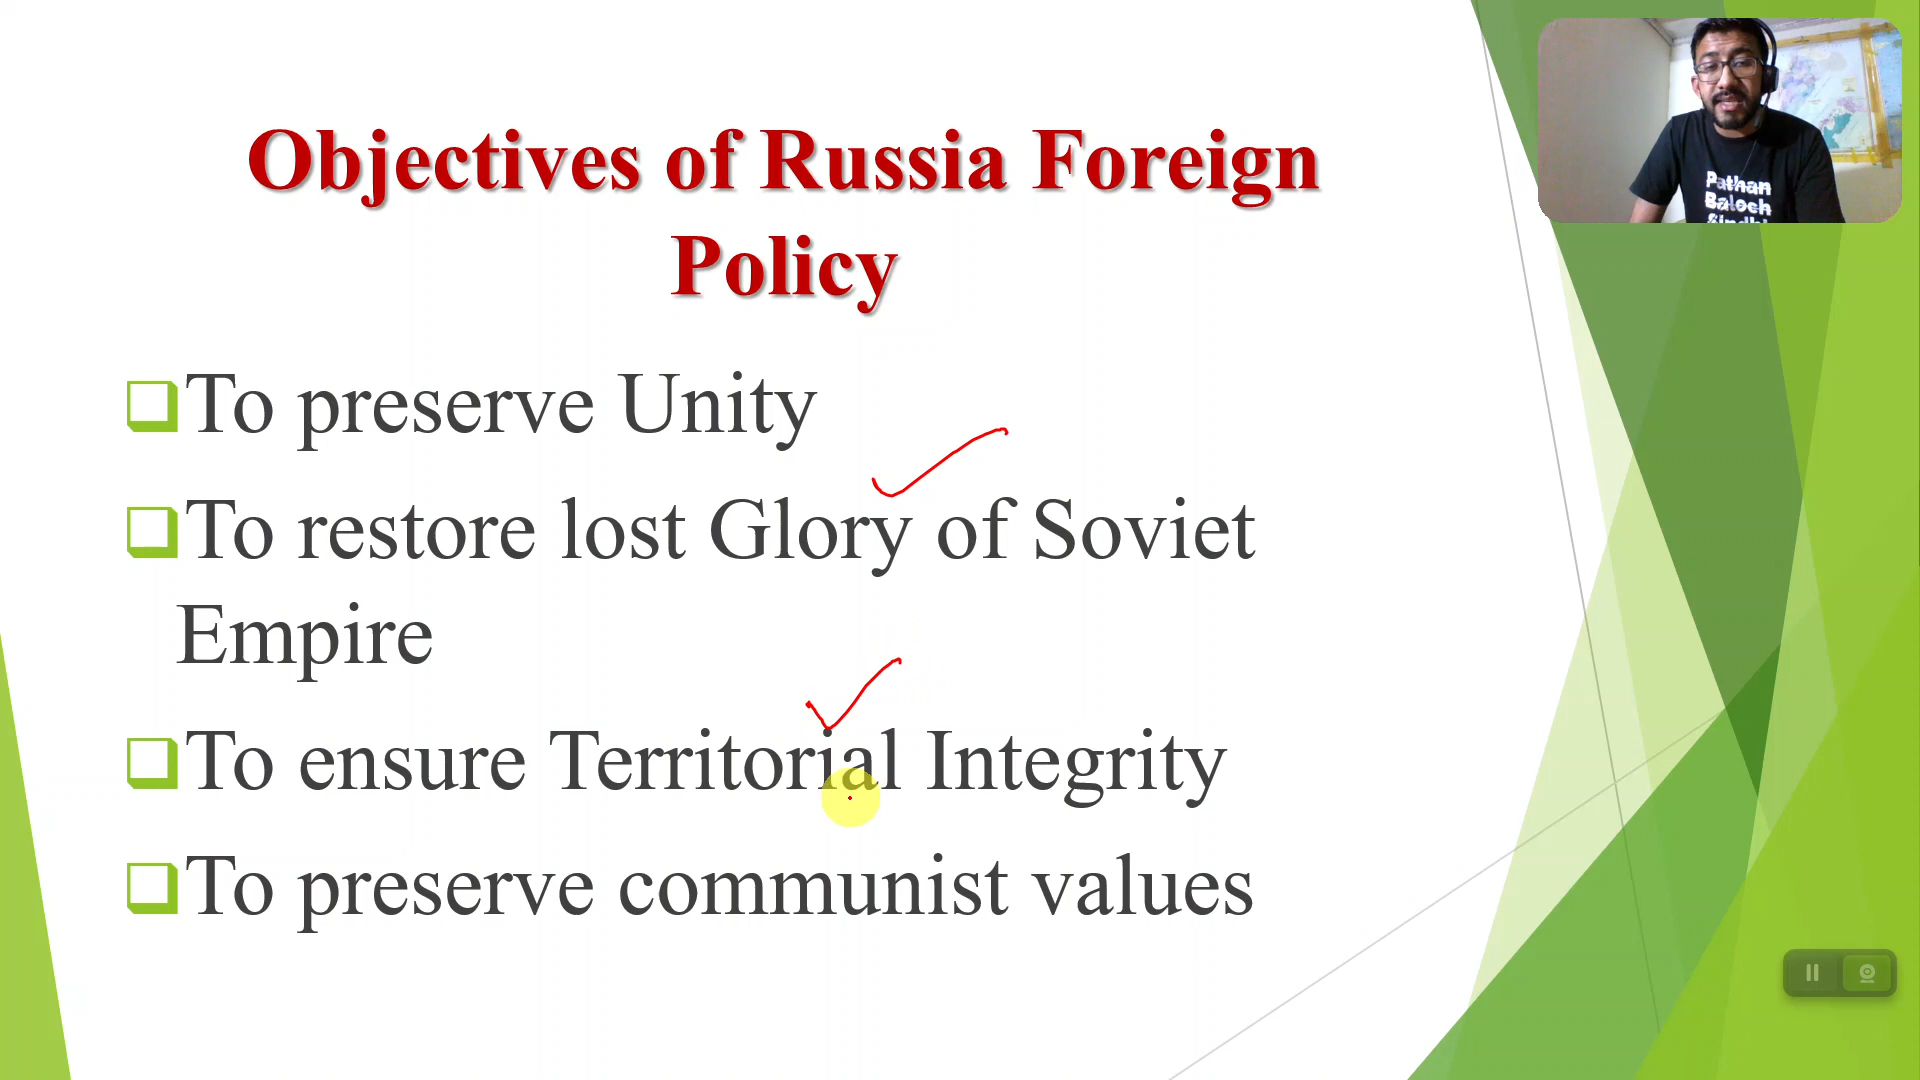 Objectives of Russia Foreign
Policy
To preserve Unity
To restore lost Glory of Soviet
Empire
To ensure Territorial Integrity
To preserve communist values
Pathan
Baloch
Sindhi